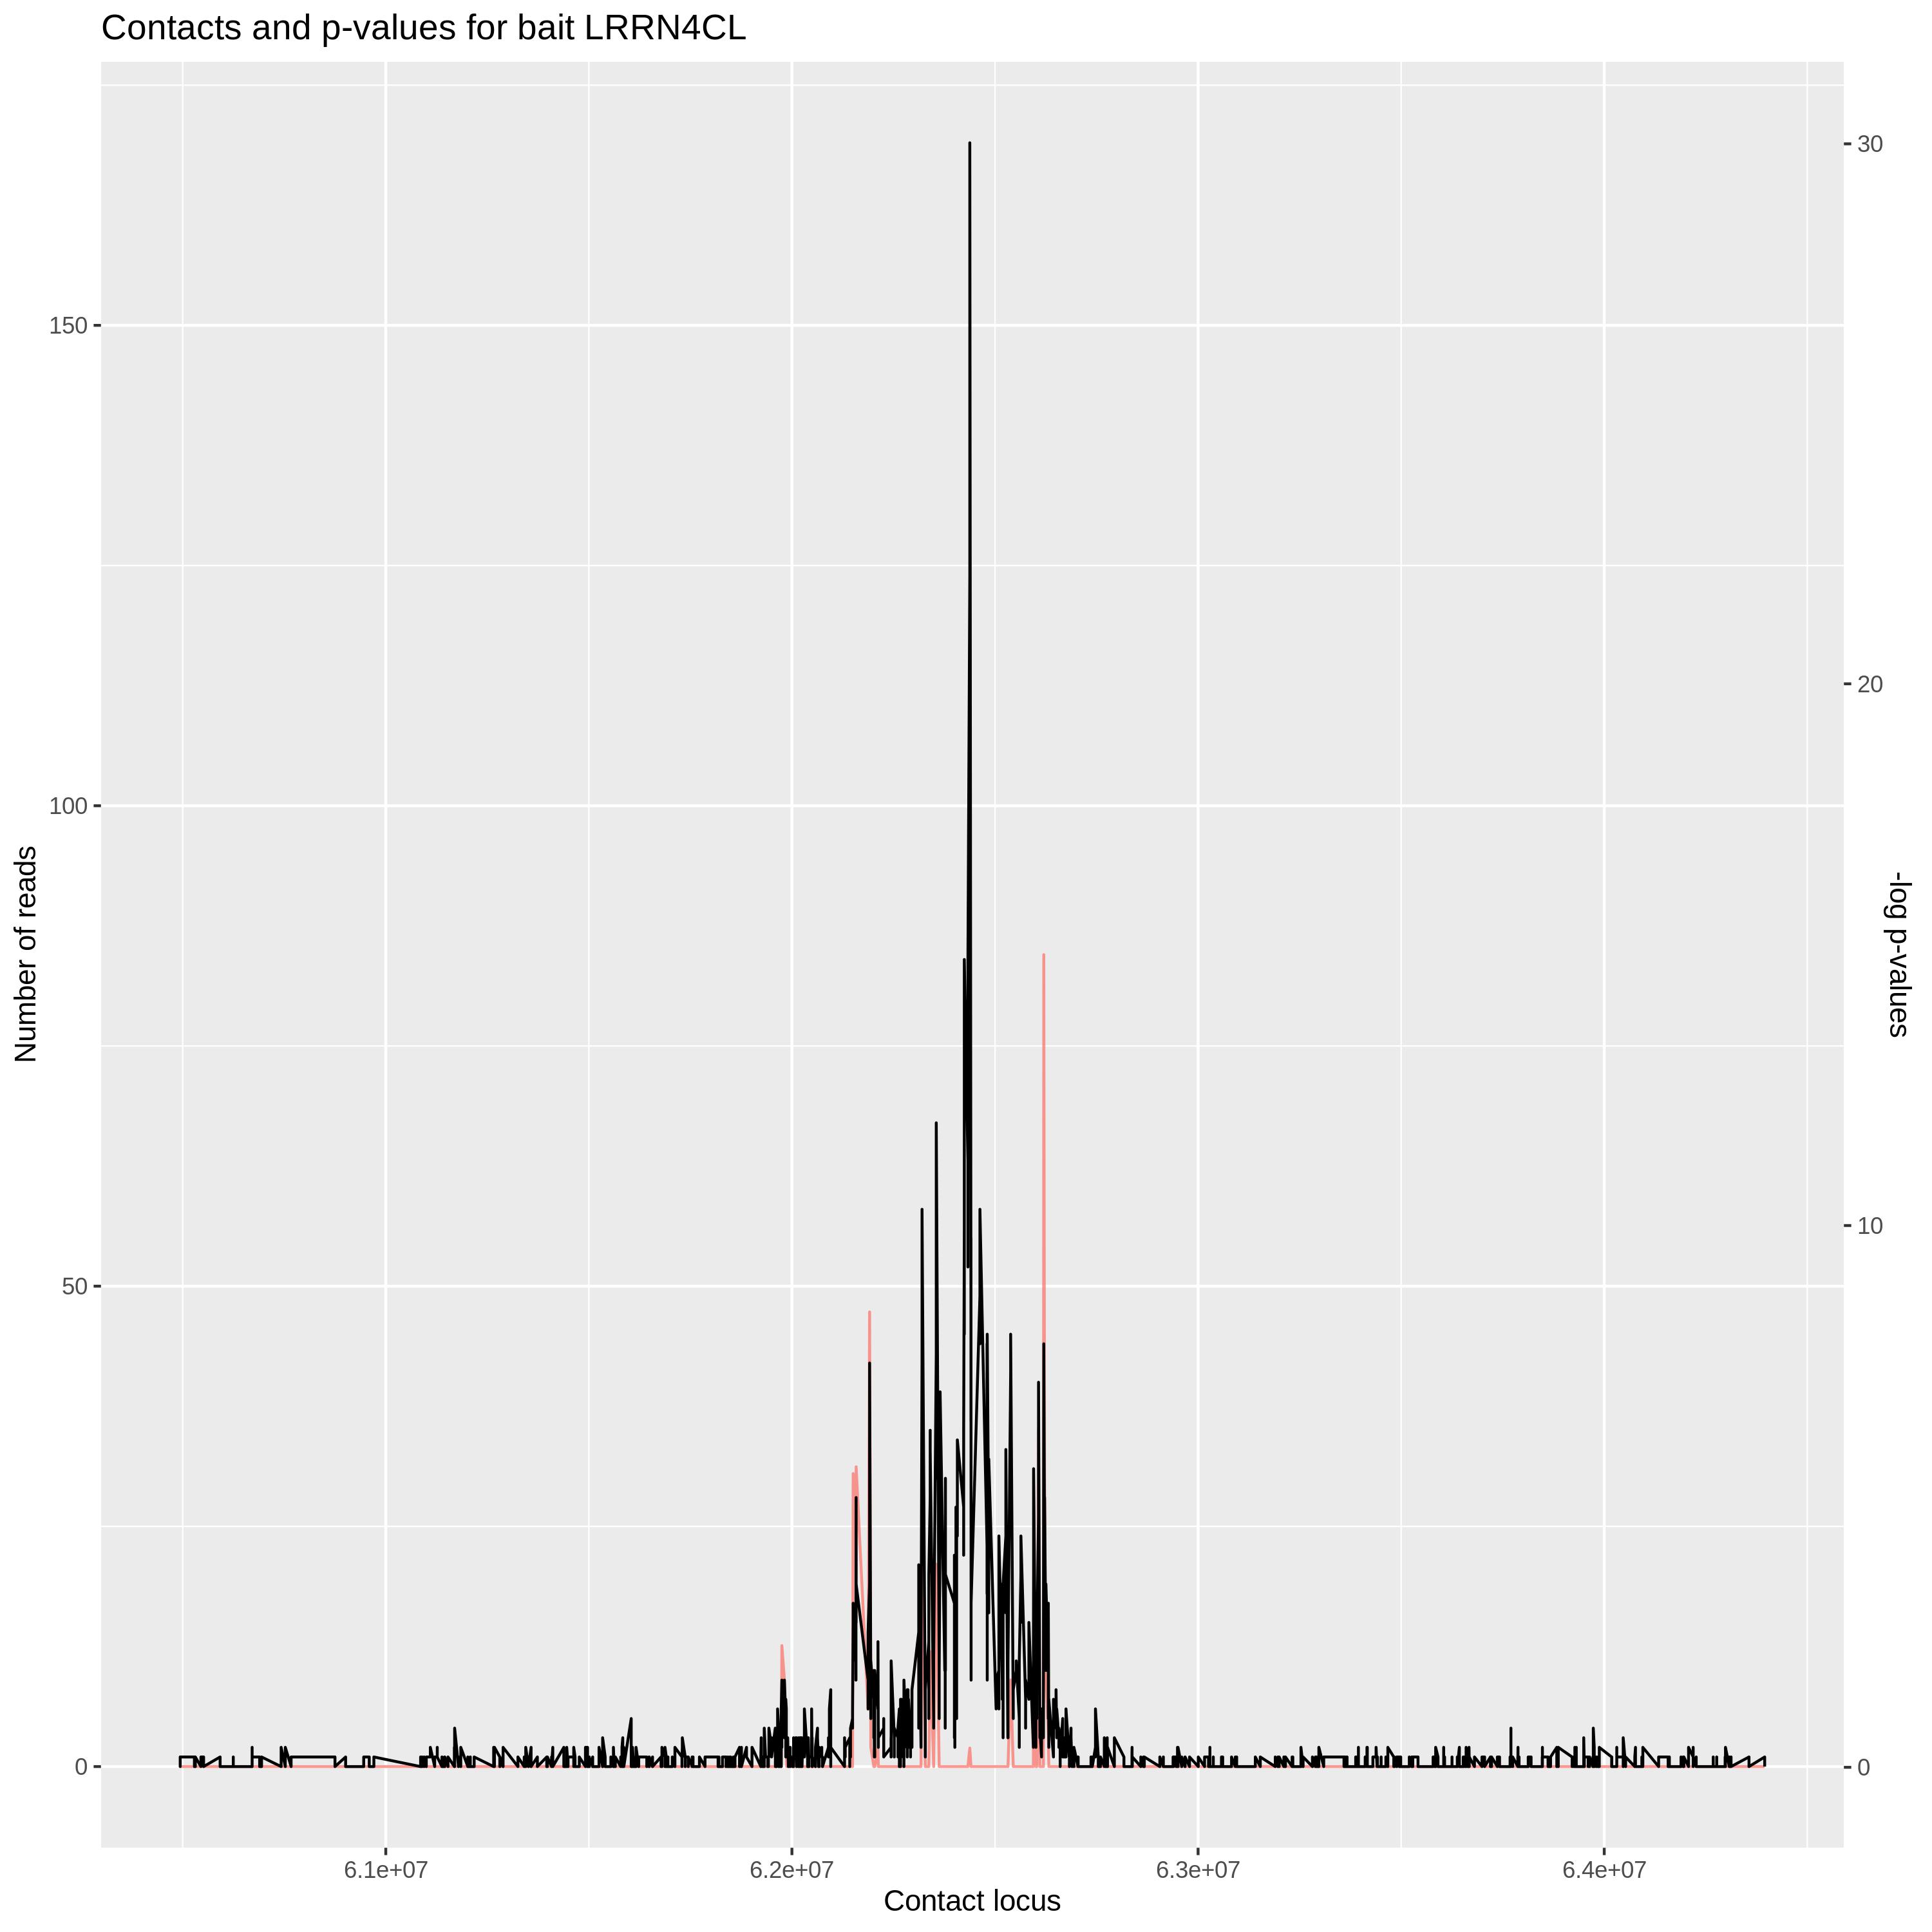 Contacts and p-values for bait LRRN4CL
150
100
50
0
30
20
10
0
Number of reads
-log p-values
6.1e+07
6.2e+07
6.3e+07
6.4e+07
Contact locus